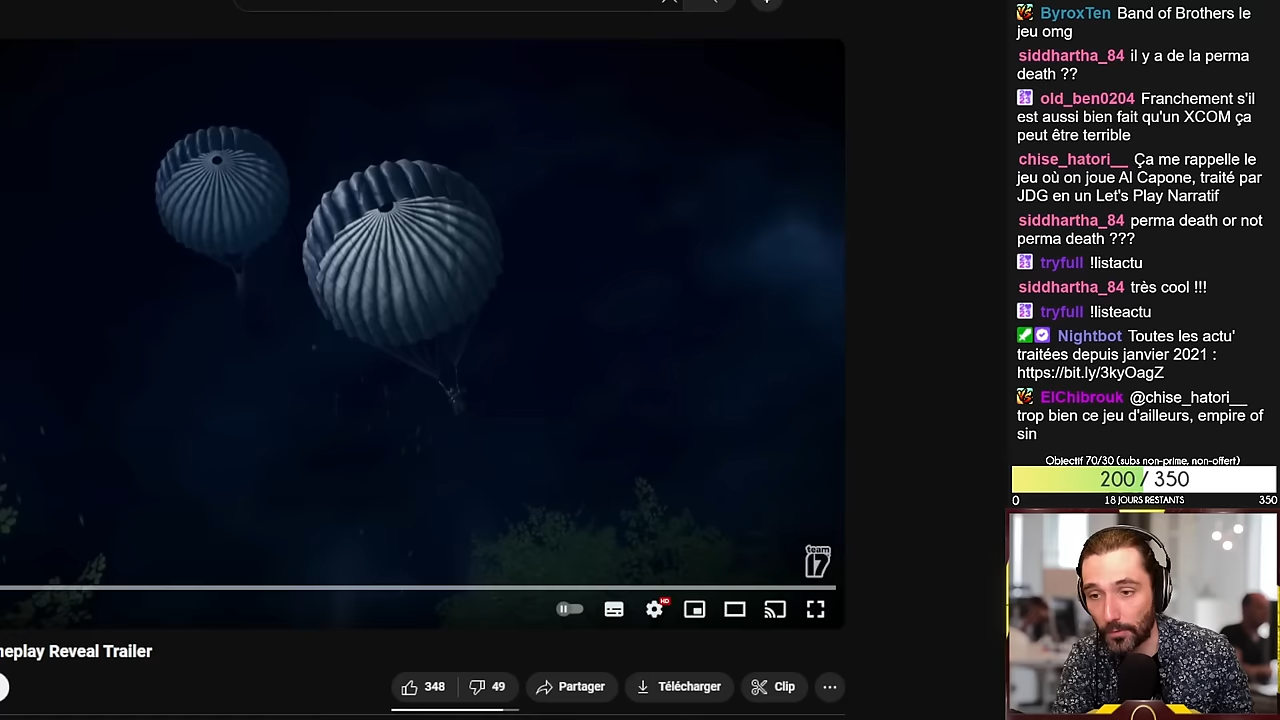 ByroxTen Band of Brothers le
jeu omg
siddhartha_84 il y a de la perma
death ??
old_ben0204 Franchement s'il
est aussi bien fait qu'un XCOM ça
peut être terrible
chise_hatori__ Ça me rappelle le
jeu où on joue Al Capone, traité par
JDG en un Let's Play Narratif
siddhartha_84 perma death or not
perma death ???
tryfull !listactu
siddhartha_84 très cool !!!
tryfull !listeactu
Nightbot Toutes les actu'
traitées depuis janvier 2021 :
https://bit.ly/3kyOagZ
ElChibrouk @chise_hatori__
trop bien ce jeu d'ailleurs, empire of
sin
Objectif 70/30 (subs non-prime, non-offert)
200 / 350
0 18 JOURS RESTANTS 350
team
17
HD
eplay Reveal Trailer
348 49 Partager Télécharger Clip